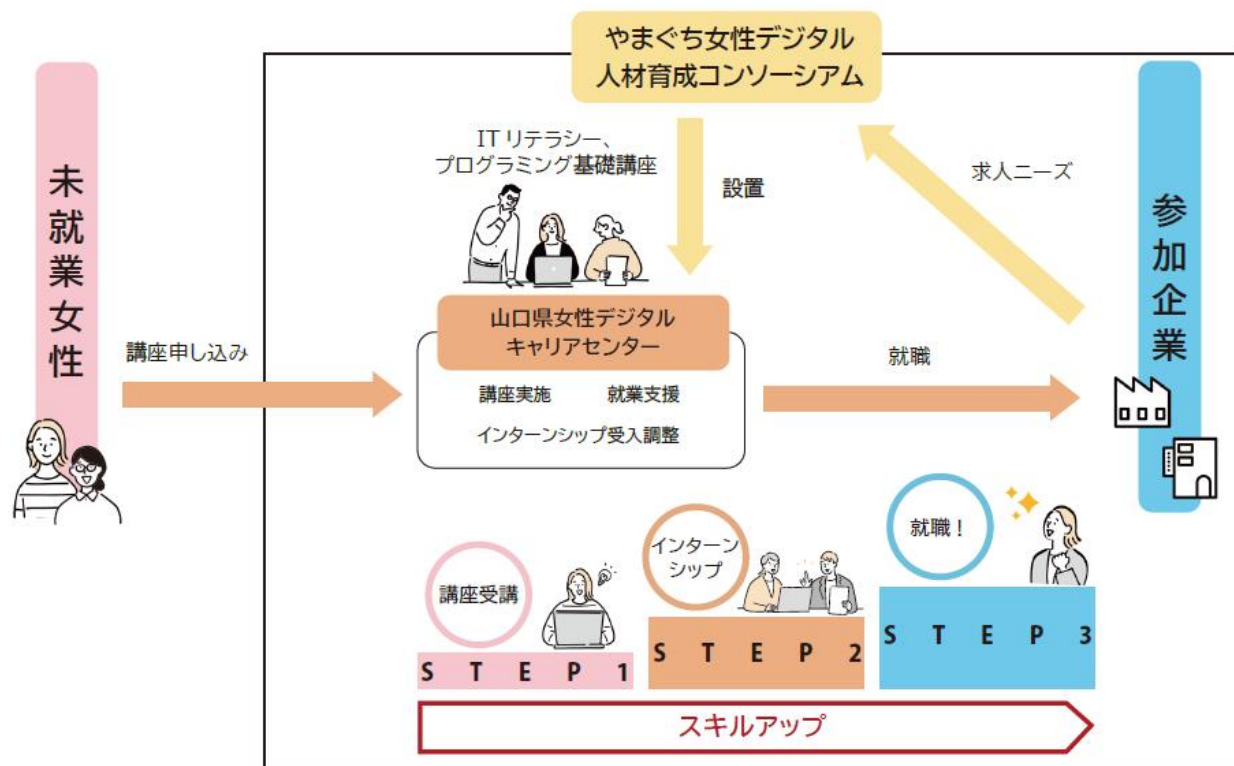 やまぐち女性デジタル
人材育成コンソーシアム
未就業女性
IT リテラシー、
プログラミング基礎講座
設置
求人ニーズ
参加企業
山口県女性デジタル
キャリアセンター
講座申し込み
就職
講座実施 就業支援
インターンシップ受入調整
講座受講
インターン
シップ
就職！
STEP1
STEP2
STEP3
スキルアップ